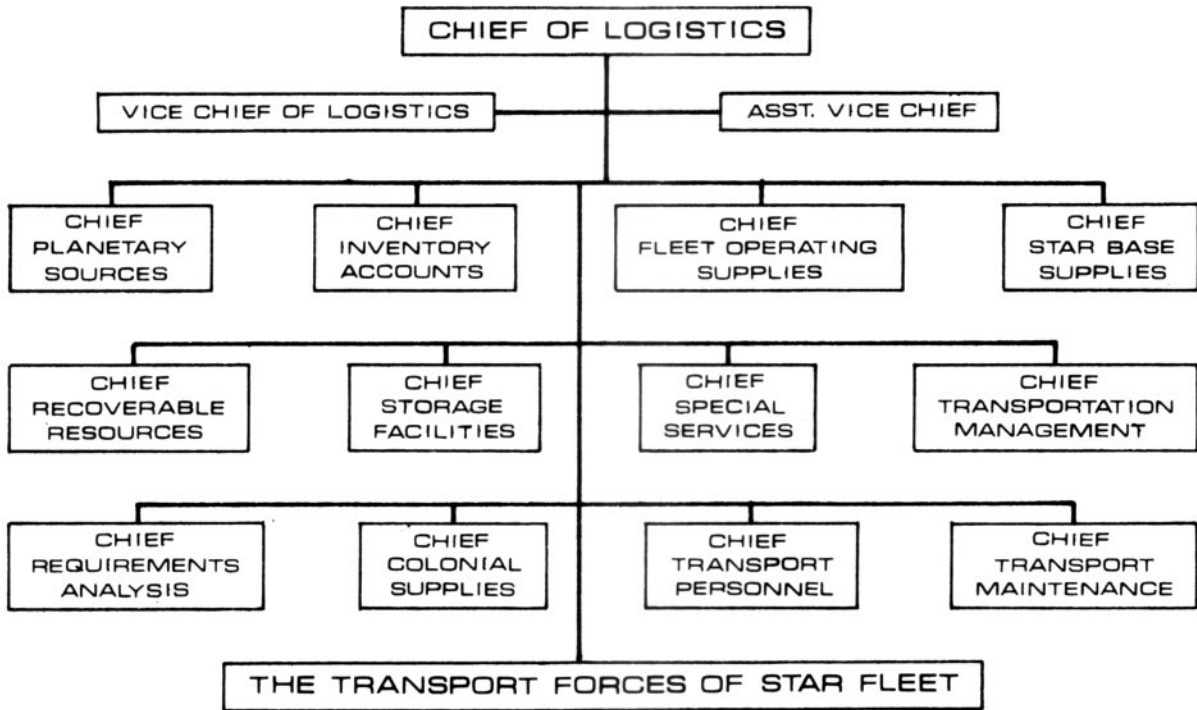 CHIEF OF LOGISTICS
VICE CHIEF OF LOGISTICS
ASST. VICE CHIEF
CHIEF
PLANETARY
SOURCES
CHIEF
INVENTORY
ACCOUNTS
CHIEF
FLEET OPERATING
SUPPLIES
CHIEF
STAR BASE
SUPPLIES
CHIEF
RECOVERABLE
RESOURCES
CHIEF
STORAGE
FACILITIES
CHIEF
SPECIAL
SERVICES
CHIEF
TRANSPORTATION
MANAGEMENT
CHIEF
REQUIREMENTS
ANALYSIS
CHIEF
COLONIAL
SUPPLIES
CHIEF
TRANSPORT
PERSONNEL
CHIEF
TRANSPORT
MAINTENANCE
THE TRANSPORT FORCES OF STAR FLEET